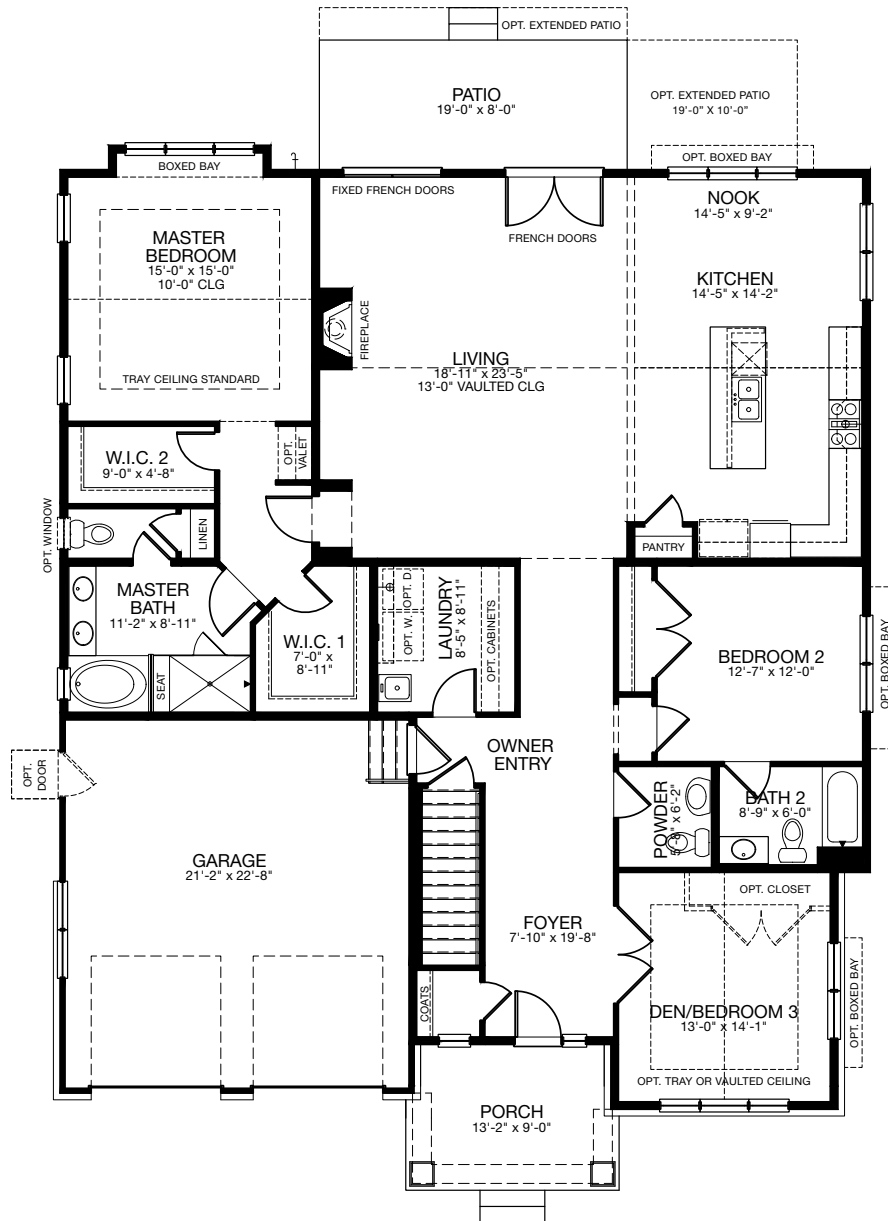 OPT. EXTENDED PATIO
PATIO
19'-0" x 8'-0"
OPT. EXTENDED PATIO
19'-0" X 10'-0"
OPT. BOXED BAY
BOXED BAY
FIXED FRENCH DOORS
FRENCH DOORS
NOOK
14'-5" x 9'-2"
MASTER
BEDROOM
15'-0" x 15'-0"
10'-0" CLG
TRAY CEILING STANDARD
FIREPLACE
KITCHEN
14'-5" x 14'-2"
LIVING
18'-11" x 23'-5"
13'-0" VAULTED CLG
W.I.C. 2
9'-0" x 4'-8"
OPT.
VALET
OPT. WINDOW
LINEN
PANTRY
MASTER
BATH
11'-2" x 8'-11"
SEAT
W.I.C. 1
7'-0" x
8'-11"
OPT. W.
OPT. D.
LAUNDRY
8'-5" x 8'-11"
OPT. CABINETS
BEDROOM 2
12'-7" x 12'-0"
OPT. BOXED BAY
OPT.
DOOR
OWNER
ENTRY
POWDER
5'-8" x 6'-2"
BATH 2
8'-9" x 6'-0"
GARAGE
21'-2" x 22'-8"
OPT. CLOSET
FOYER
7'-10" x 19'-8"
COATS
DEN/BEDROOM 3
13'-0" x 14'-1"
OPT. BOXED BAY
OPT. TRAY OR VAULTED CEILING
PORCH
13'-2" x 9'-0"